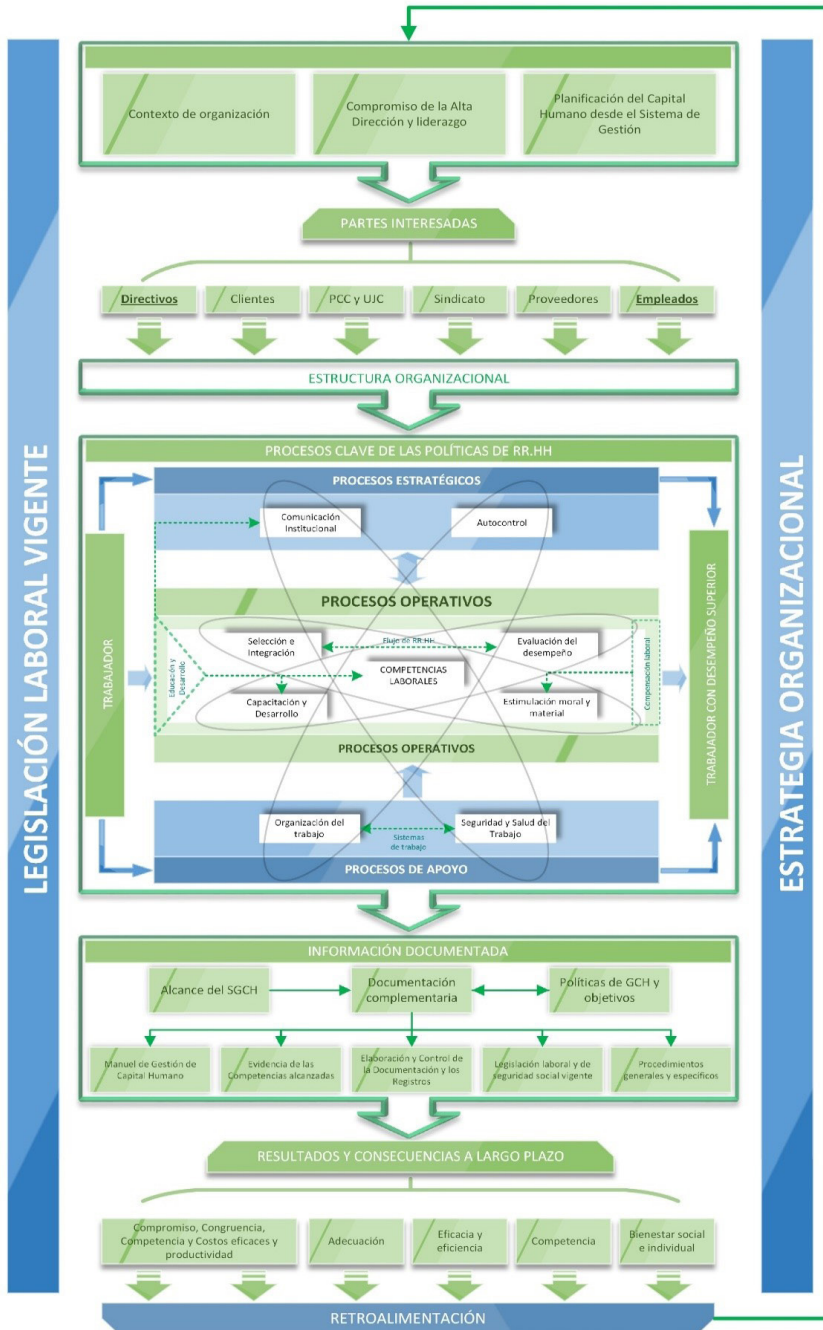 Contexto de organización
Compromiso de la Alta
Dirección y liderazgo
Planificación del Capital
Humano desde el Sistema de
Gestión
LEGISLACIÓN LABORAL VIGENTE
ESTRATEGIA ORGANIZACIONAL
PARTES INTERESADAS
Directivos
Clientes
PCC y UJC
Sindicato
Proveedores
Empleados
ESTRUCTURA ORGANIZACIONAL
PROCESOS CLAVE DE LAS POLÍTICAS DE RR.HH
PROCESOS ESTRATÉGICOS
Comunicación
Institucional
Autocontrol
TRABAJADOR
PROCESOS OPERATIVOS
Educación y
Desarrollo
Selección e
Integración
Flujo de RR.HH
Evaluación del
desempeño
COMPETENCIAS
LABORALES
Capacitación y
Desarrollo
Estimulación moral y
material
Compensación laboral
TRABAJADOR CON DESEMPEÑO SUPERIOR
PROCESOS OPERATIVOS
Organización del
trabajo
Sistemas
de trabajo
Seguridad y Salud del
Trabajo
PROCESOS DE APOYO
INFORMACIÓN DOCUMENTADA
Alcance del SGCH
Documentación
complementaria
Políticas de GCH y
objetivos
Manuel de Gestión de
Capital Humano
Evidencia de las
Competencias alcanzadas
Elaboración y Control de
la Documentación y los
Registros
Legislación laboral y de
seguridad social vigente
Procedimientos
generales y específicos
RESULTADOS Y CONSECUENCIAS A LARGO PLAZO
Compromiso, Congruencia,
Competencia y Costos eficaces y
productividad
Adecuación
Eficacia y
eficiencia
Competencia
Bienestar social
e individual
RETROALIMENTACIÓN